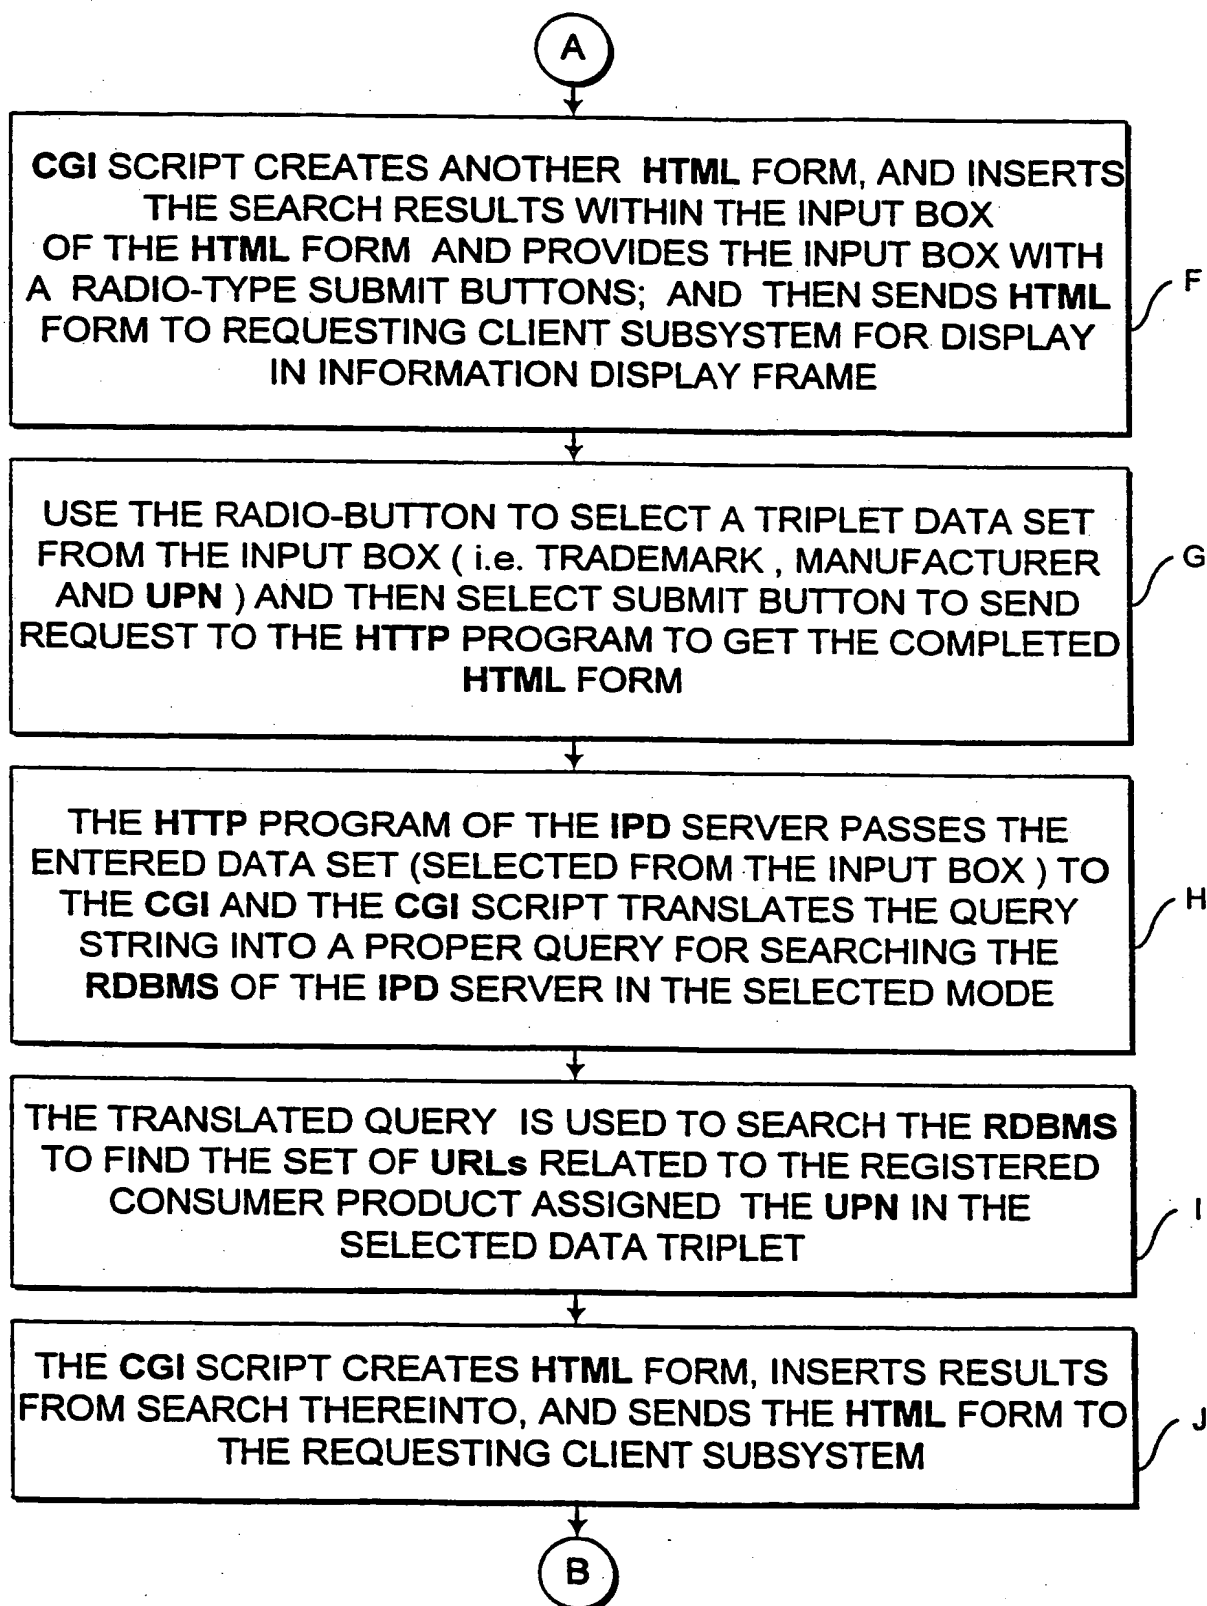 A
CGI SCRIPT CREATES ANOTHER HTML FORM, AND INSERTS
THE SEARCH RESULTS WITHIN THE INPUT BOX
OF THE HTML FORM AND PROVIDES THE INPUT BOX WITH
A RADIO-TYPE SUBMIT BUTTONS; AND THEN SENDS HTML
FORM TO REQUESTING CLIENT SUBSYSTEM FOR DISPLAY
IN INFORMATION DISPLAY FRAME
F
USE THE RADIO-BUTTON TO SELECT A TRIPLET DATA SET
FROM THE INPUT BOX ( i.e. TRADEMARK , MANUFACTURER
AND UPN ) AND THEN SELECT SUBMIT BUTTON TO SEND
REQUEST TO THE HTTP PROGRAM TO GET THE COMPLETED
HTML FORM
G
THE HTTP PROGRAM OF THE IPD SERVER PASSES THE
ENTERED DATA SET (SELECTED FROM THE INPUT BOX ) TO
THE CGI AND THE CGI SCRIPT TRANSLATES THE QUERY
STRING INTO A PROPER QUERY FOR SEARCHING THE
RDBMS OF THE IPD SERVER IN THE SELECTED MODE
H
THE TRANSLATED QUERY IS USED TO SEARCH THE RDBMS
TO FIND THE SET OF URLs RELATED TO THE REGISTERED
CONSUMER PRODUCT ASSIGNED THE UPN IN THE
SELECTED DATA TRIPLET
I
THE CGI SCRIPT CREATES HTML FORM, INSERTS RESULTS
FROM SEARCH THEREINTO, AND SENDS THE HTML FORM TO
THE REQUESTING CLIENT SUBSYSTEM
J
B